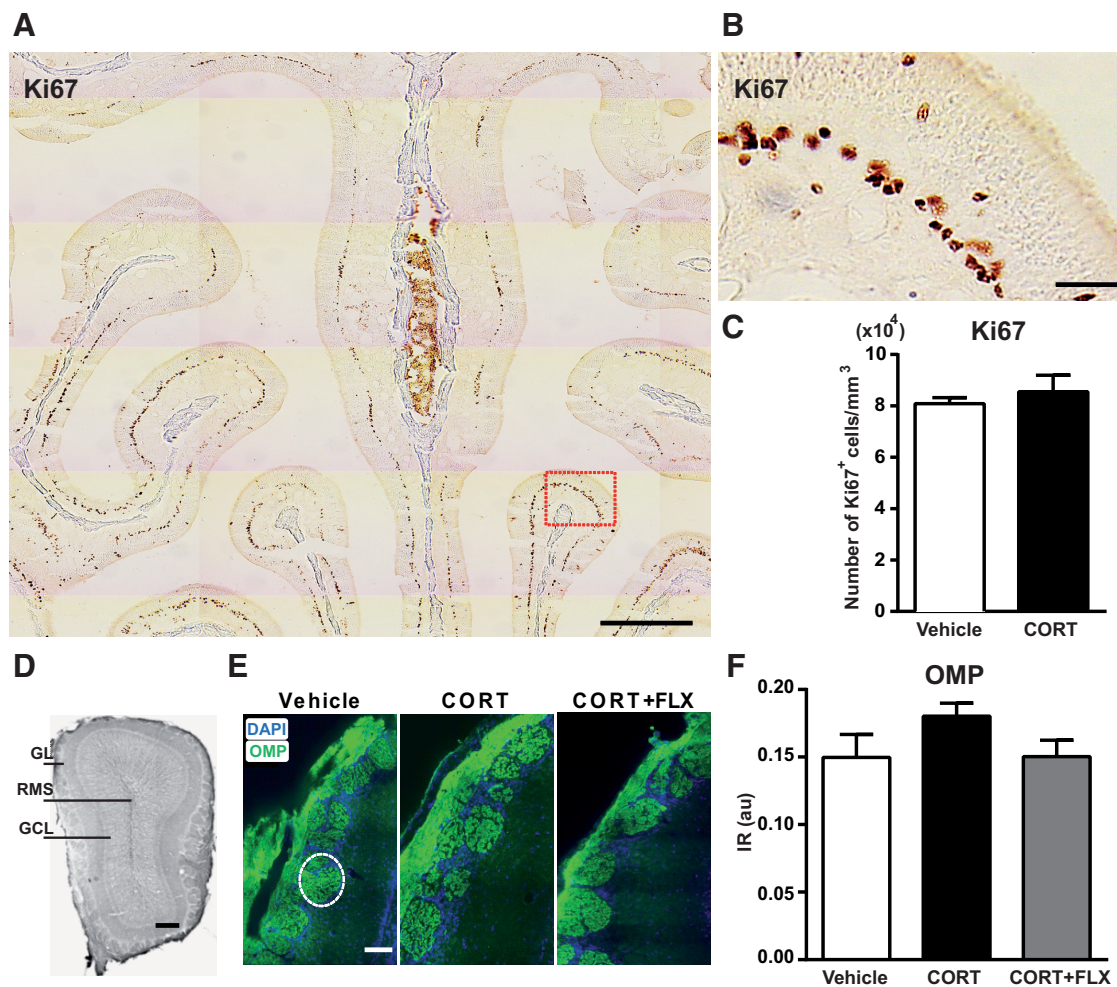 A
Ki67
B
Ki67
C
(x10⁴)
Ki67
Number of Ki67⁺ cells/mm³
10
8
6
4
2
0
Vehicle
CORT
D
GL
RMS
GCL
E
Vehicle
CORT
CORT+FLX
DAPI
OMP
F
OMP
IR (au)
0.20
0.15
0.10
0.05
0.00
Vehicle
CORT
CORT+FLX